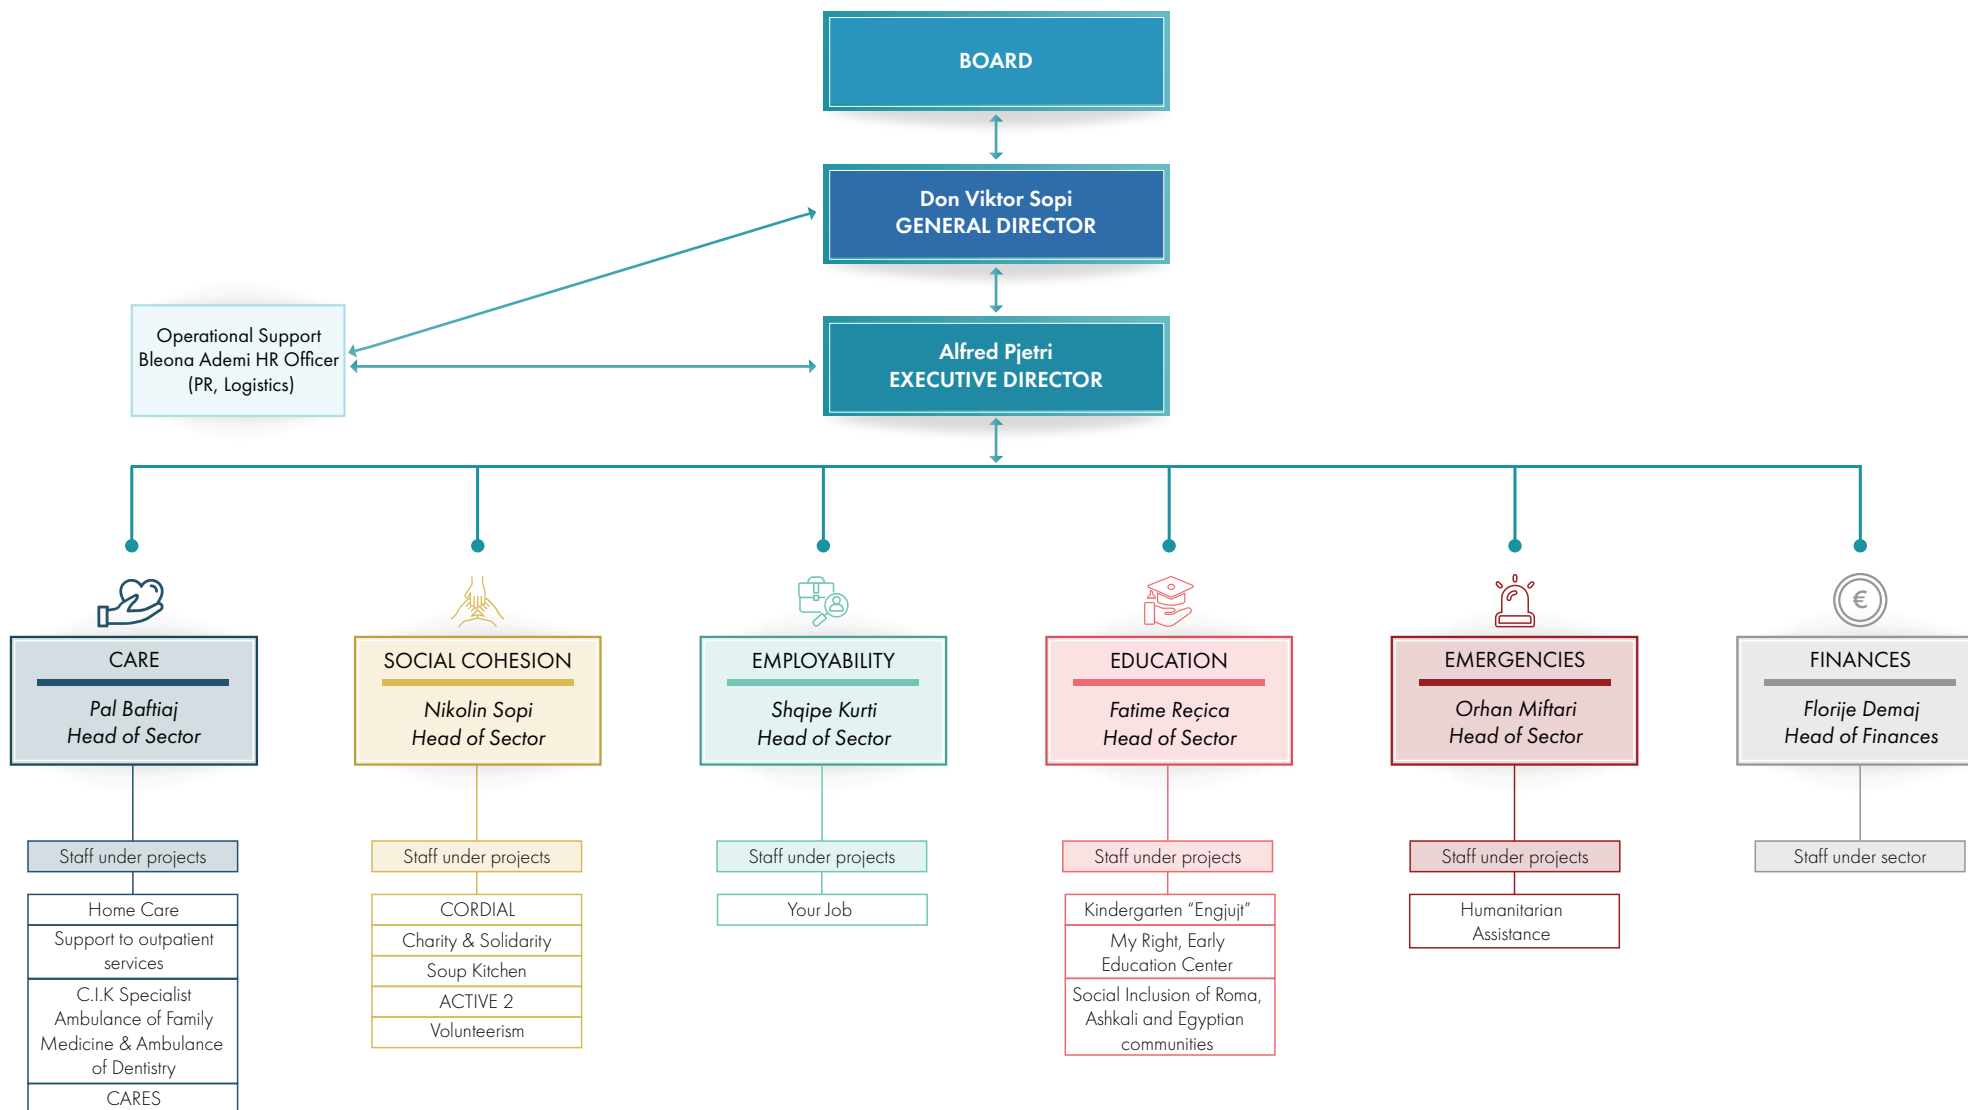 BOARD
Don Viktor Sopi
GENERAL DIRECTOR
Operational Support
Bleona Ademi HR Officer
(PR, Logistics)
Alfred Pjetri
EXECUTIVE DIRECTOR
€
CARE
Pal Baftiaj
Head of Sector
Staff under projects
Home Care
Support to outpatient
services
C.I.K Specialist
Ambulance of Family
Medicine & Ambulance
of Dentistry
CARES
SOCIAL COHESION
Nikolin Sopi
Head of Sector
Staff under projects
CORDIAL
Charity & Solidarity
Soup Kitchen
ACTIVE 2
Volunteerism
EMPLOYABILITY
Shqipe Kurti
Head of Sector
Staff under projects
Your Job
EDUCATION
Fatime Reçica
Head of Sector
Staff under projects
Kindergarten “Engjujt”
My Right, Early
Education Center
Social Inclusion of Roma,
Ashkali and Egyptian
communities
EMERGENCIES
Orhan Miftari
Head of Sector
Staff under projects
Humanitarian
Assistance
FINANCES
Florije Demaj
Head of Finances
Staff under sector